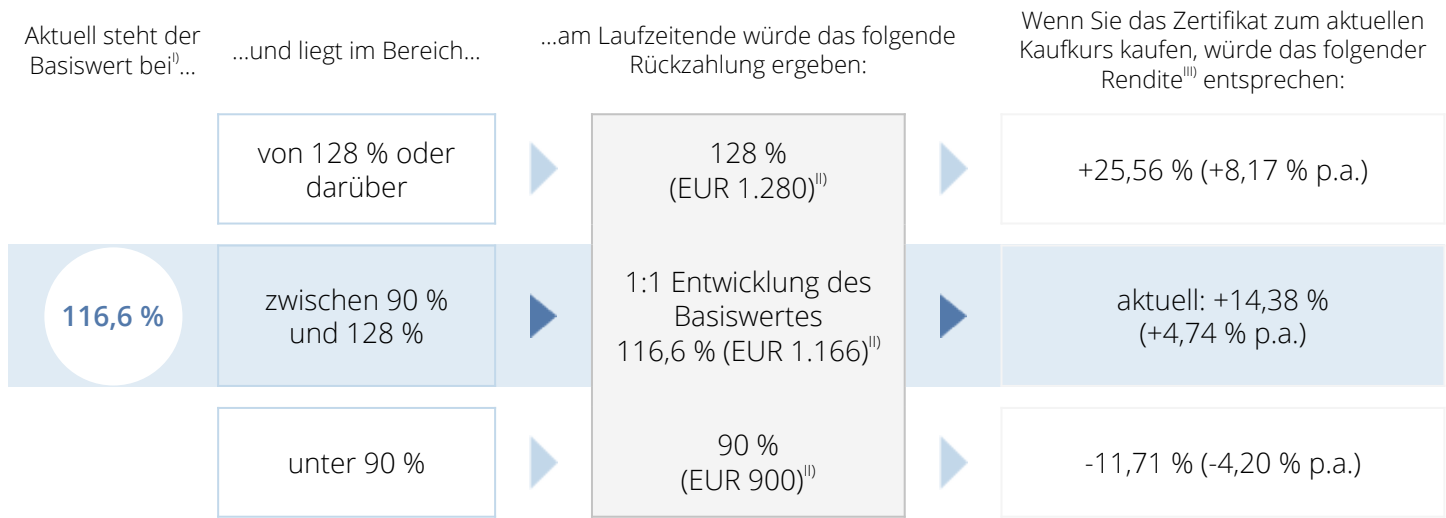 Aktuell steht der
Basiswert bei^I)...
...und liegt im Bereich...
...am Laufzeitende würde das folgende
Rückzahlung ergeben:
Wenn Sie das Zertifikat zum aktuellen
Kaufkurs kaufen, würde das folgender
Rendite^III) entsprechen:
von 128 % oder
darüber
128 %
(EUR 1.280)^II)
+25,56 % (+8,17 % p.a.)
116,6 %
zwischen 90 %
und 128 %
1:1 Entwicklung des
Basiswertes
116,6 % (EUR 1.166)^II)
aktuell: +14,38 %
(+4,74 % p.a.)
unter 90 %
90 %
(EUR 900)^II)
-11,71 % (-4,20 % p.a.)